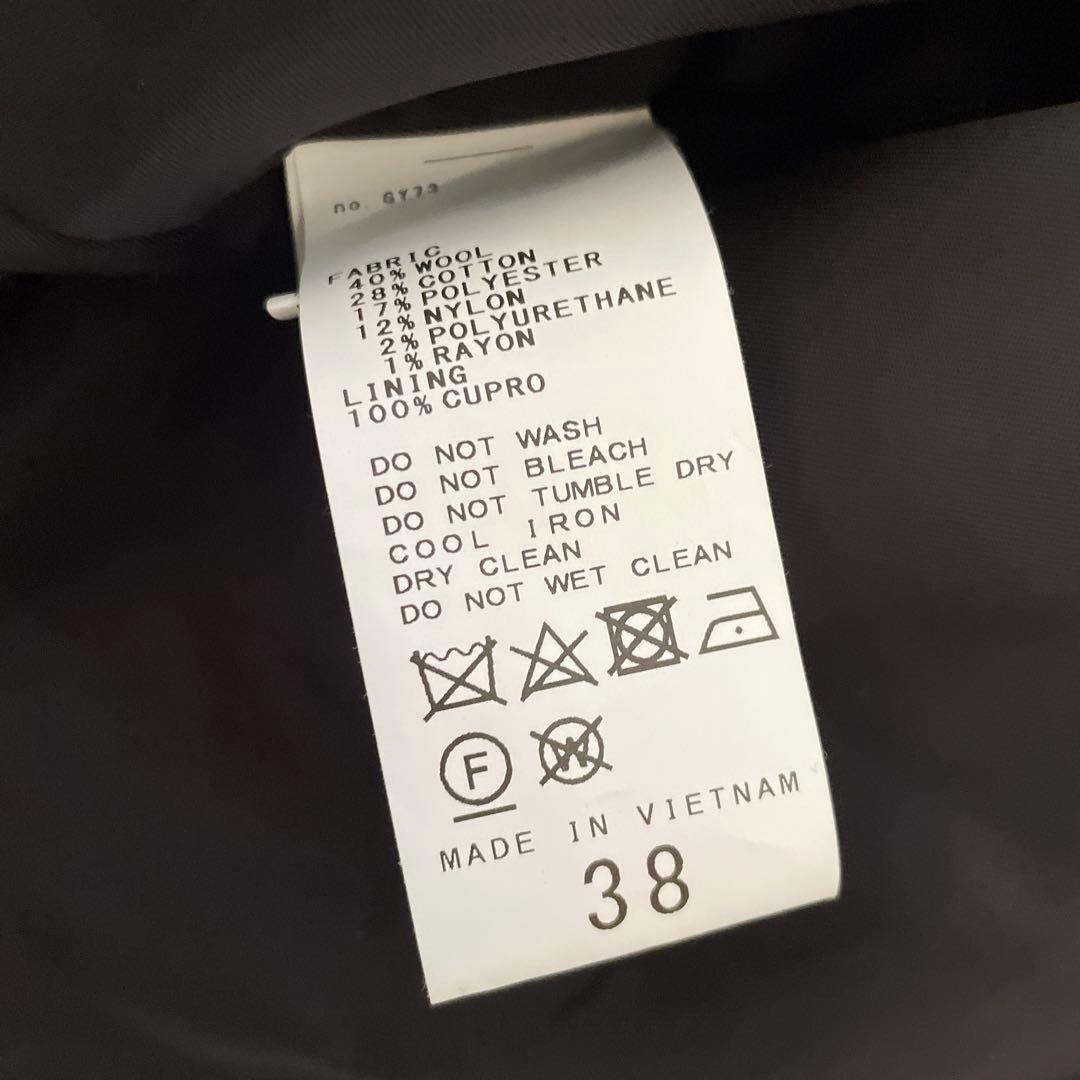 no. GY73
FABRIC
40% WOOL
28% COTTON
17% POLYESTER
12% NYLON
2% POLYURETHANE
1% RAYON
LINING
100% CUPRO
DO NOT WASH
DO NOT BLEACH
DO NOT TUMBLE DRY
COOL IRON
DRY CLEAN
DO NOT WET CLEAN
F W
MADE IN VIETNAM
38